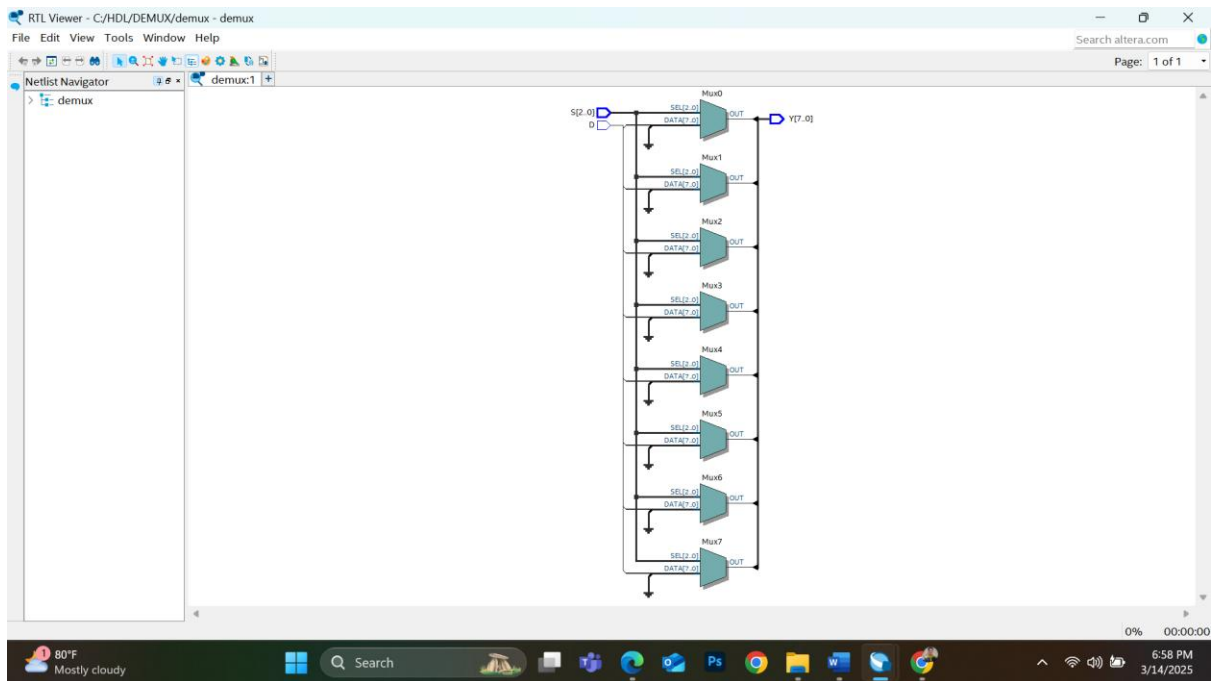 RTL Viewer - C:/HDL/DEMUX/demux - demux
File Edit View Tools Window Help
Search altera.com
Page: 1 of 1
Netlist Navigator
demux:1
demux
Mux0
S[2..0]
SEL[2..0]
OUT
Y[7..0]
D
DATA[7..0]
Mux1
SEL[2..0]
OUT
DATA[7..0]
Mux2
SEL[2..0]
OUT
DATA[7..0]
Mux3
SEL[2..0]
OUT
DATA[7..0]
Mux4
SEL[2..0]
OUT
DATA[7..0]
Mux5
SEL[2..0]
OUT
DATA[7..0]
Mux6
SEL[2..0]
OUT
DATA[7..0]
Mux7
SEL[2..0]
OUT
DATA[7..0]
0% 00:00:00
1
80°F
Mostly cloudy
Search
Ps
6:58 PM
3/14/2025